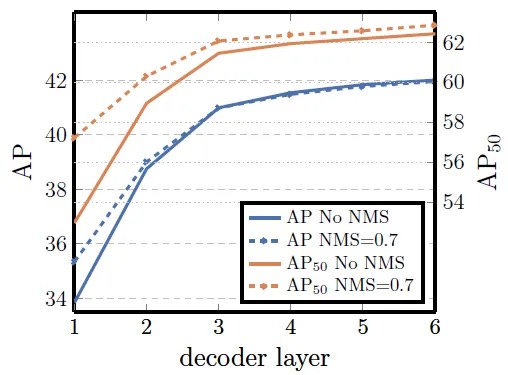 AP
42
40
38
36
34
62
60
58
56
54
AP50
AP No NMS
AP NMS=0.7
AP50 No NMS
AP50 NMS=0.7
1 2 3 4 5 6
decoder layer